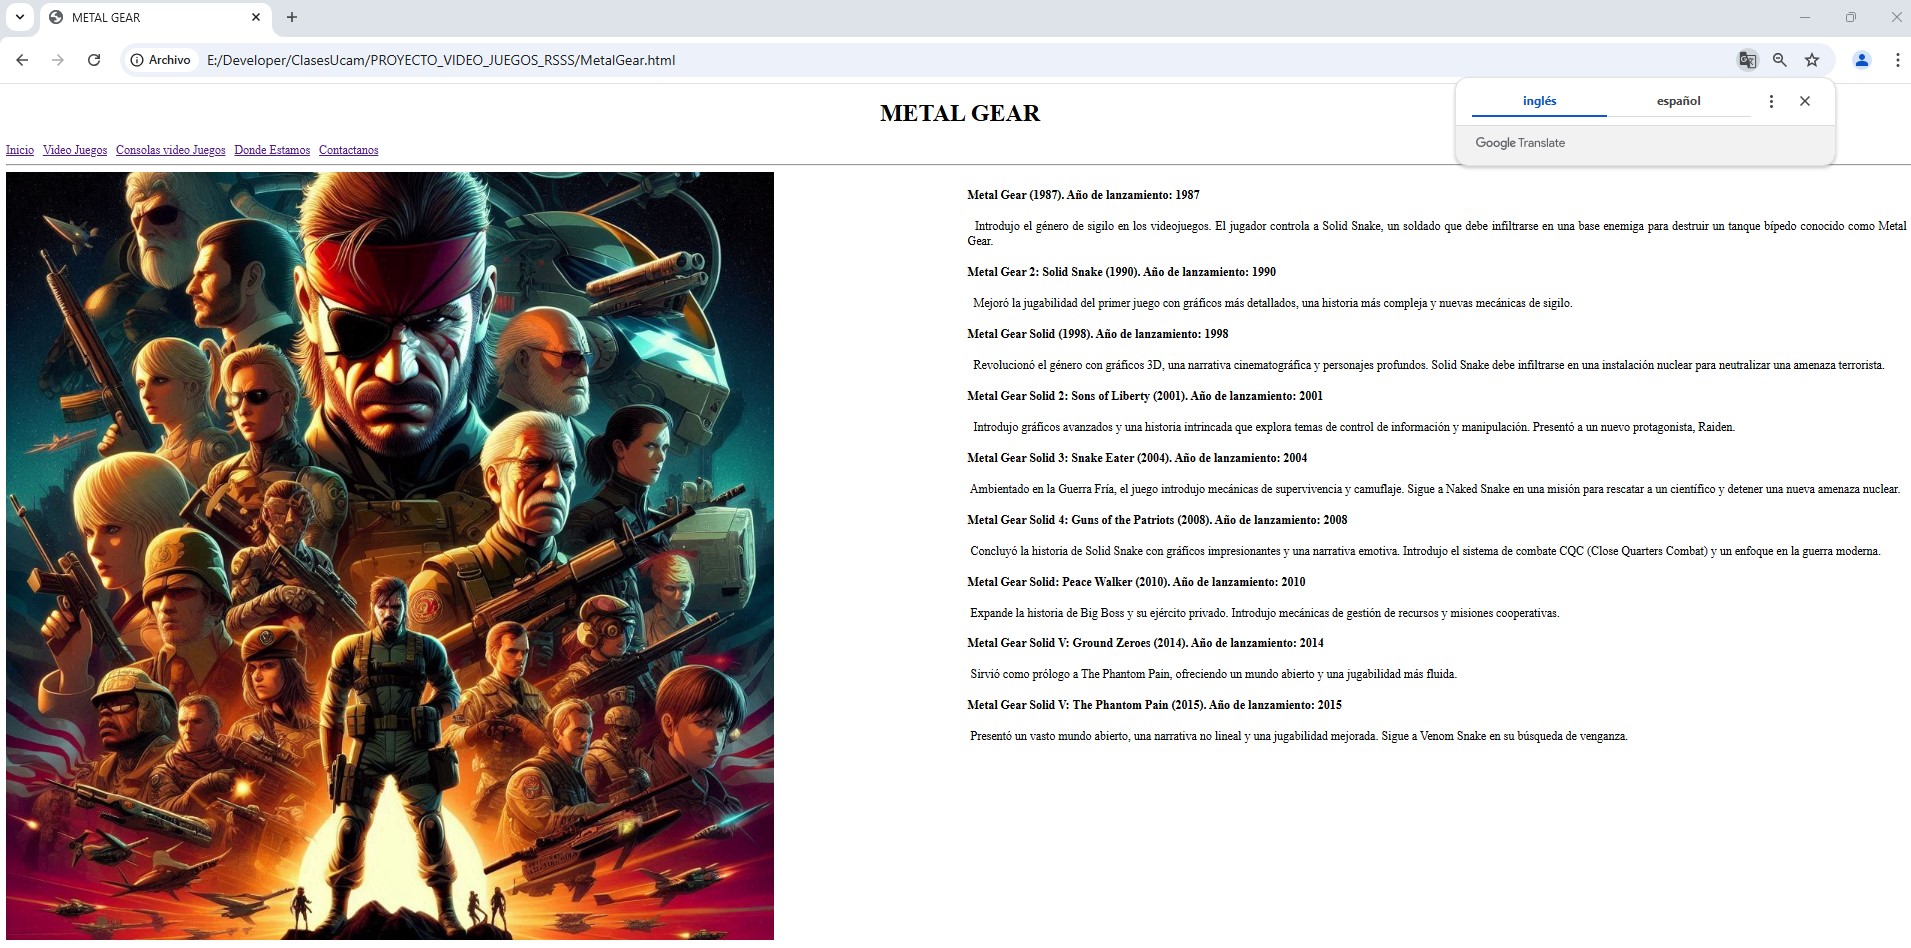 METAL GEAR
Archivo E:/Developer/ClasesUcam/PROYECTO_VIDEO_JUEGOS_RSSS/MetalGear.html
inglés español
Google Translate
METAL GEAR
Inicio Video Juegos Consolas video Juegos Donde Estamos Contactanos
Metal Gear (1987). Año de lanzamiento: 1987
Introdujo el género de sigilo en los videojuegos. El jugador controla a Solid Snake, un soldado que debe infiltrarse en una base enemiga para destruir un tanque bípedo conocido como Metal
Gear.
Metal Gear 2: Solid Snake (1990). Año de lanzamiento: 1990
Mejoró la jugabilidad del primer juego con gráficos más detallados, una historia más compleja y nuevas mecánicas de sigilo.
Metal Gear Solid (1998). Año de lanzamiento: 1998
Revolucionó el género con gráficos 3D, una narrativa cinematográfica y personajes profundos. Solid Snake debe infiltrarse en una instalación nuclear para neutralizar una amenaza terrorista.
Metal Gear Solid 2: Sons of Liberty (2001). Año de lanzamiento: 2001
Introdujo gráficos avanzados y una historia intrincada que explora temas de control de información y manipulación. Presentó a un nuevo protagonista, Raiden.
Metal Gear Solid 3: Snake Eater (2004). Año de lanzamiento: 2004
Ambientado en la Guerra Fría, el juego introdujo mecánicas de supervivencia y camuflaje. Sigue a Naked Snake en una misión para rescatar a un científico y detener una nueva amenaza nuclear.
Metal Gear Solid 4: Guns of the Patriots (2008). Año de lanzamiento: 2008
Concluyó la historia de Solid Snake con gráficos impresionantes y una narrativa emotiva. Introdujo el sistema de combate CQC (Close Quarters Combat) y un enfoque en la guerra moderna.
Metal Gear Solid: Peace Walker (2010). Año de lanzamiento: 2010
Expande la historia de Big Boss y su ejército privado. Introdujo mecánicas de gestión de recursos y misiones cooperativas.
Metal Gear Solid V: Ground Zeroes (2014). Año de lanzamiento: 2014
Sirvió como prólogo a The Phantom Pain, ofreciendo un mundo abierto y una jugabilidad más fluida.
Metal Gear Solid V: The Phantom Pain (2015). Año de lanzamiento: 2015
Presentó un vasto mundo abierto, una narrativa no lineal y una jugabilidad mejorada. Sigue a Venom Snake en su búsqueda de venganza.